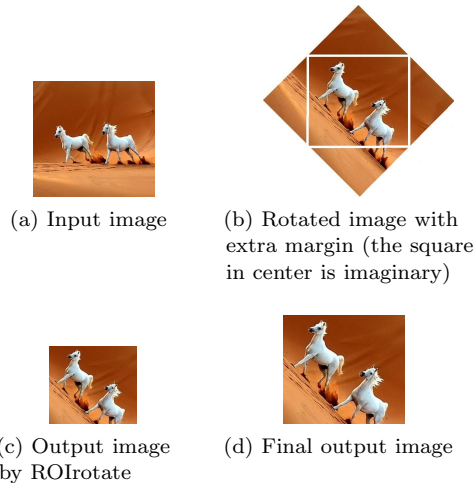 (a) Input image
(b) Rotated image with
extra margin (the square
in center is imaginary)
(c) Output image
by ROIrotate
(d) Final output image